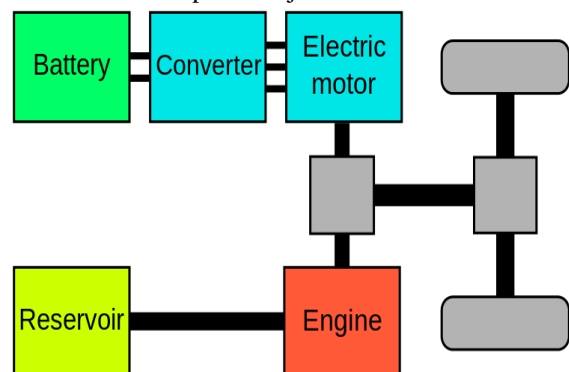 Battery
Converter
Electric
motor
Reservoir
Engine